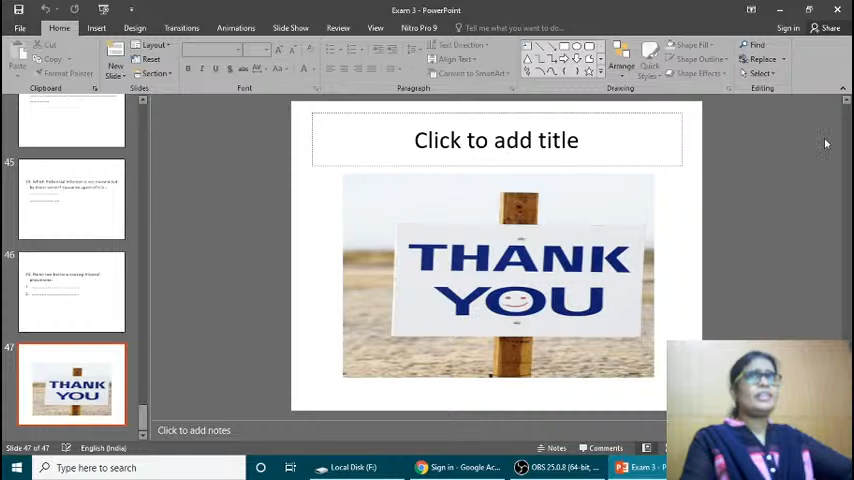 Exam 3 - PowerPoint
File Home Insert Design Transitions Animations Slide Show Review View Nitro Pro 9 Tell me what you want to do... Sign in Share
Cut
Copy
Format Painter
Paste
Clipboard
New
Slide
Layout
Reset
Section
Slides
B I U S abc AV Aa A
Font
Text Direction
Align Text
Convert to SmartArt
Paragraph
Arrange
Quick
Styles
Shape Fill
Shape Outline
Shape Effects
Drawing
Find
Replace
Select
Editing
45
46
47
THANK
YOU
Click to add title
THANK
YOU
Click to add notes
Slide 47 of 47 English (India) Notes Comments
Type here to search Local Disk (F:) Sign in - Google Ac... OBS 25.0.8 (64-bit, ... Exam 3 - P